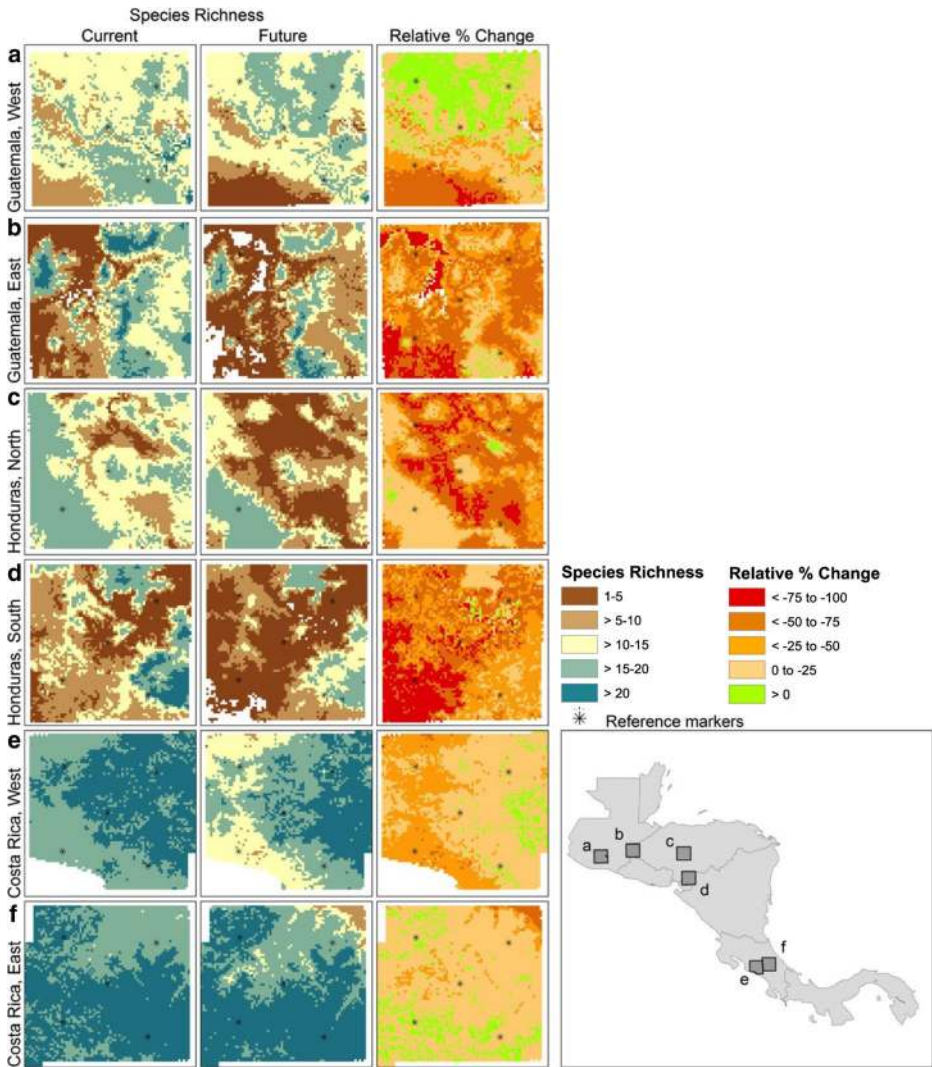 Species Richness
Current Future Relative % Change
a
Guatemala, West
b
Guatemala, East
c
Honduras, North
d
Honduras, South
e
Costa Rica, West
f
Costa Rica, East
Species Richness
1-5
> 5-10
> 10-15
> 15-20
> 20
Reference markers
Relative % Change
< -75 to -100
< -50 to -75
< -25 to -50
0 to -25
> 0
a
b
c
d
e
f